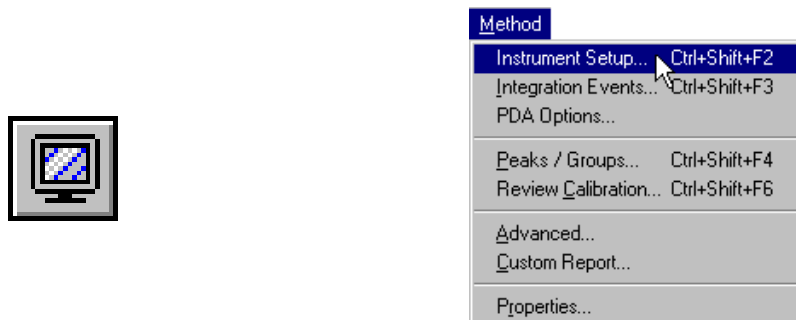 Method
Instrument Setup... Ctrl+Shift+F2
Integration Events... Ctrl+Shift+F3
PDA Options...
Peaks / Groups... Ctrl+Shift+F4
Review Calibration... Ctrl+Shift+F6
Advanced...
Custom Report...
Properties...